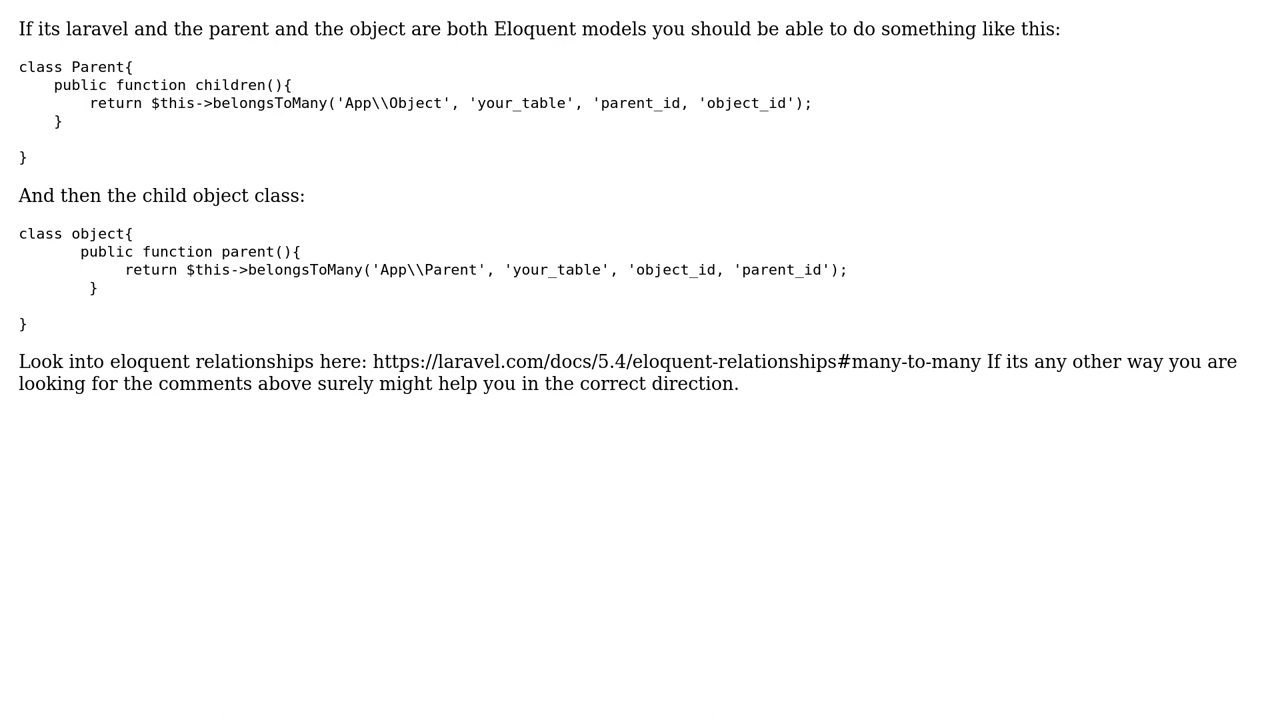 If its laravel and the parent and the object are both Eloquent models you should be able to do something like this:
class Parent{
    public function children(){
        return $this->belongsToMany('App\\Object', 'your_table', 'parent_id, 'object_id');
    }

}
And then the child object class:
class object{
       public function parent(){
            return $this->belongsToMany('App\\Parent', 'your_table', 'object_id, 'parent_id');
        }

}
Look into eloquent relationships here: https://laravel.com/docs/5.4/eloquent-relationships#many-to-many If its any other way you are
looking for the comments above surely might help you in the correct direction.